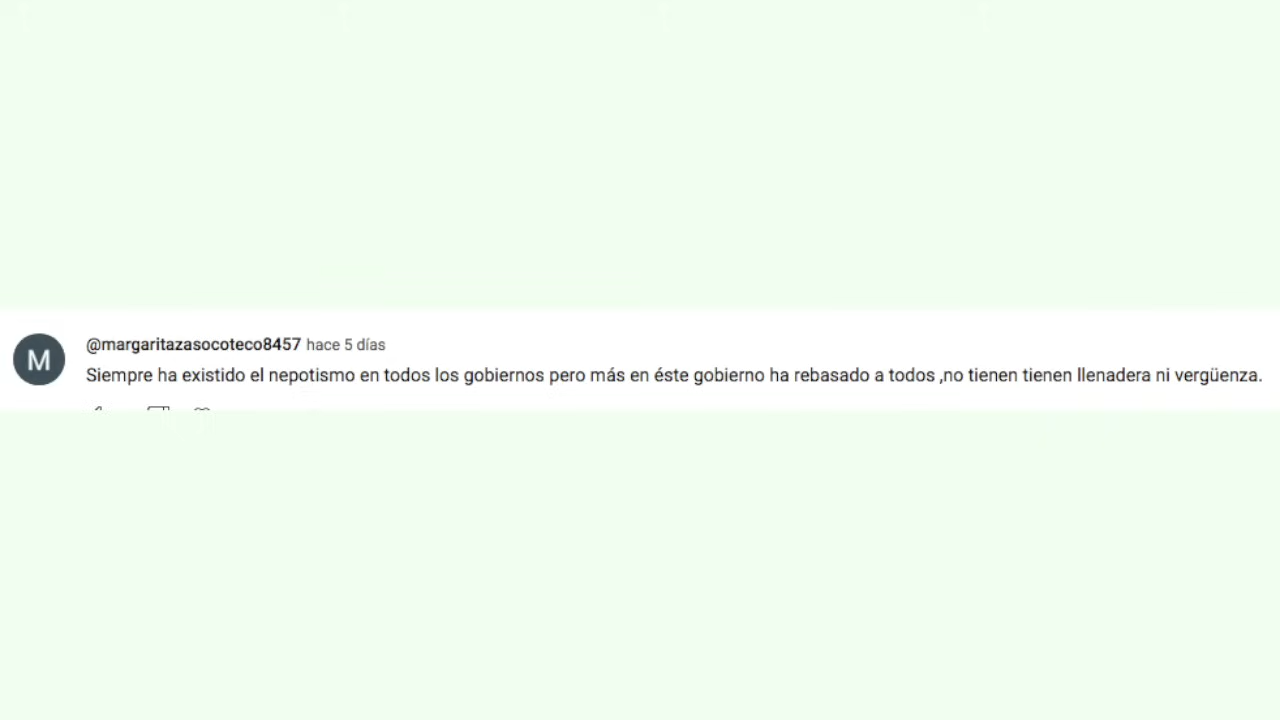 M
@margaritazasocoteco8457 hace 5 días
Siempre ha existido el nepotismo en todos los gobiernos pero más en éste gobierno ha rebasado a todos ,no tienen tienen llenadera ni vergüenza.